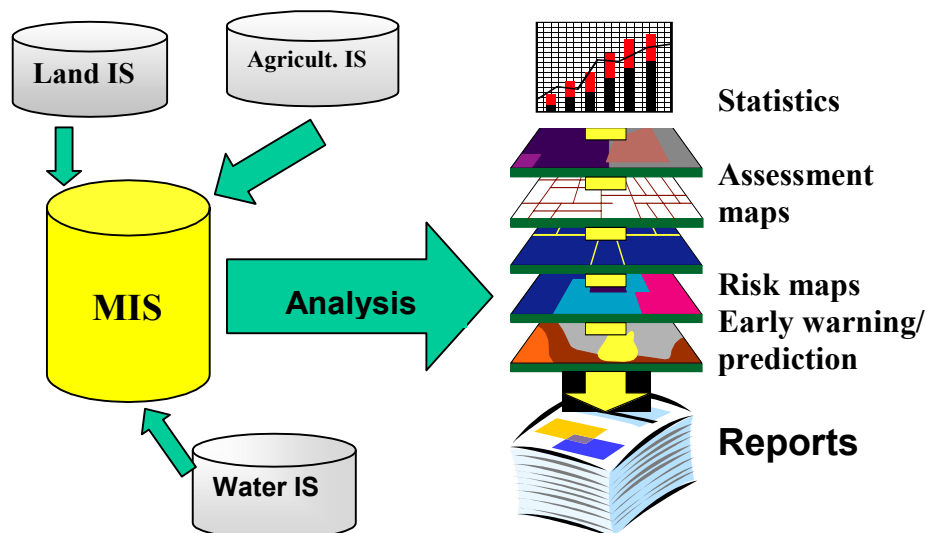 Land IS
Agricult. IS
MIS
Analysis
Water IS
Statistics
Assessment
maps
Risk maps
Early warning/
prediction
Reports